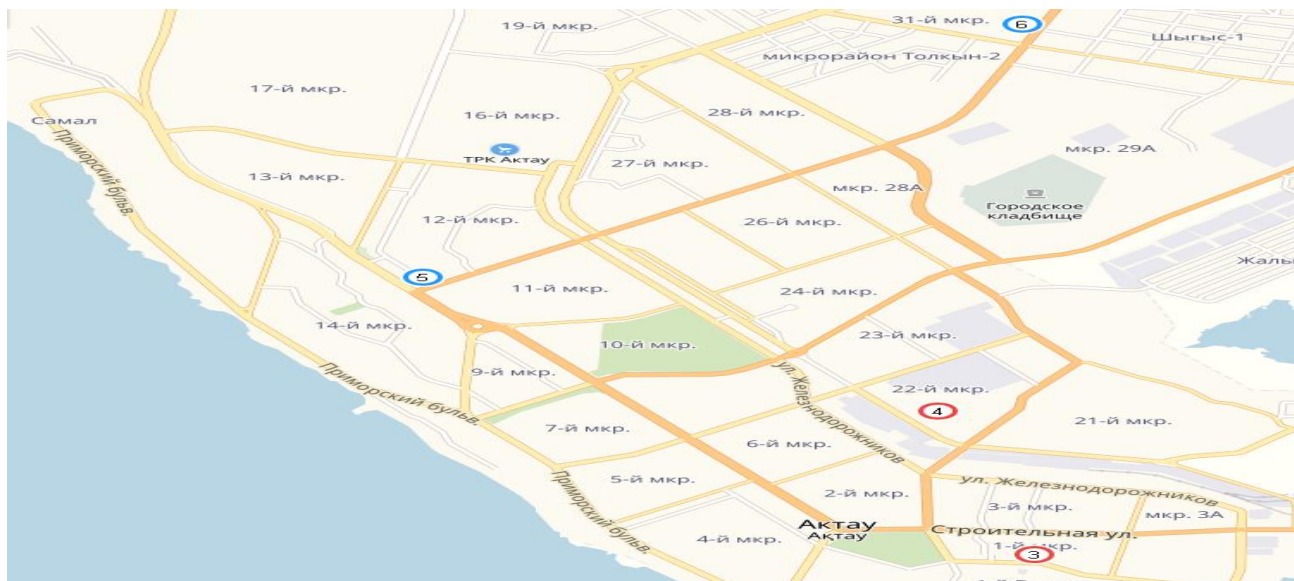 19-й мкр.
31-й мкр.
6
Шыгыс-1
микрорайон Толкын-2
17-й мкр.
16-й мкр.
28-й мкр.
Самал
ТРК Актау
27-й мкр.
мкр. 29А
13-й мкр.
мкр. 28А
Приморский бульв.
Городское
кладбище
12-й мкр.
26-й мкр.
5
11-й мкр.
24-й мкр.
14-й мкр.
10-й мкр.
23-й мкр.
9-й мкр.
22-й мкр.
Приморский бульв.
ул. Железнодорожников
4
7-й мкр.
21-й мкр.
6-й мкр.
5-й мкр.
2-й мкр.
ул. Железнодорожников
Приморский бульв.
3-й мкр.
мкр. 3А
Актау
Ақтау
Строительная ул.
4-й мкр.
1-й мкр.
3